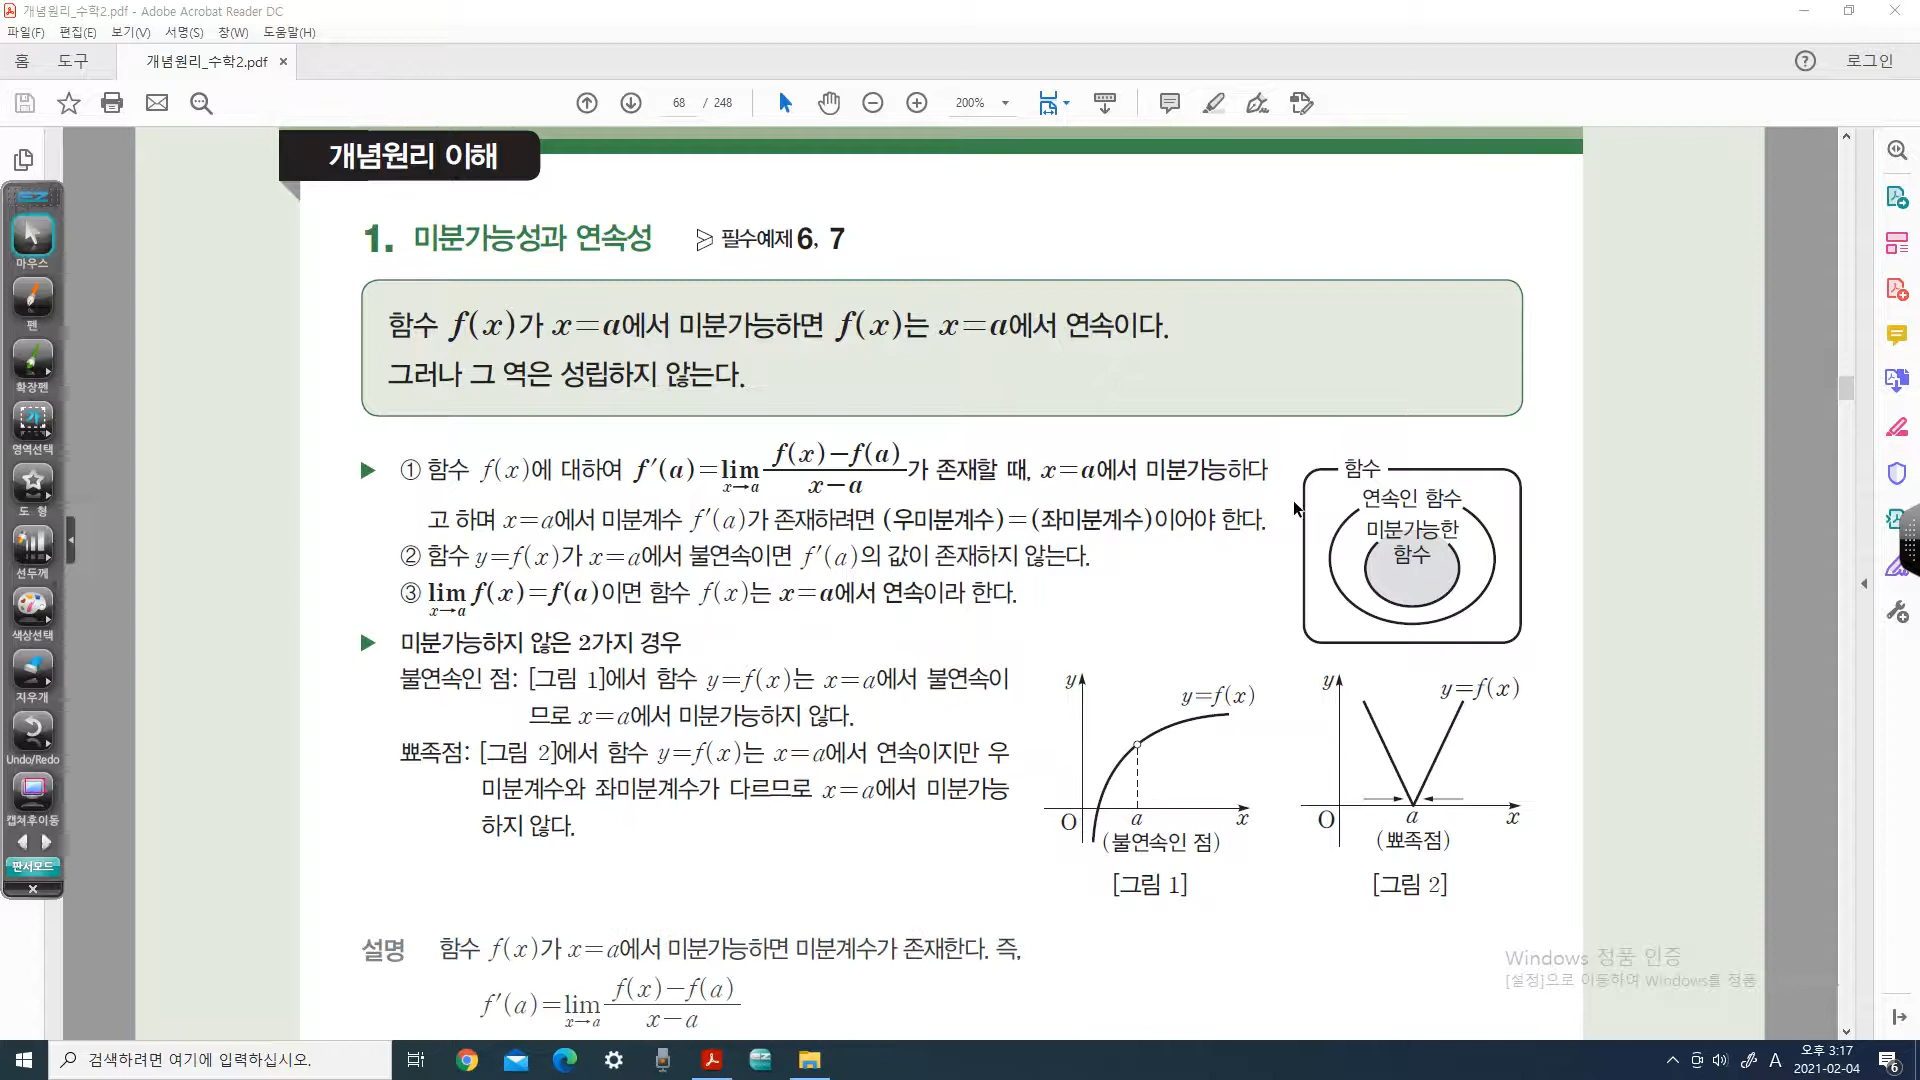 개념원리_수학2.pdf - Adobe Acrobat Reader DC
파일(F) 편집(E) 보기(V) 서명(S) 창(W) 도움말(H)
홈 도구 개념원리_수학2.pdf × 로그인
68 / 248 200%
개념원리 이해
1. 미분가능성과 연속성 필수예제 6, 7
함수 f(x)가 x=a에서 미분가능하면 f(x)는 x=a에서 연속이다.
그러나 그 역은 성립하지 않는다.
▶ ① 함수 f(x)에 대하여 f′(a)=lim x→a (f(x)−f(a))/(x−a)가 존재할 때, x=a에서 미분가능하다
고 하며 x=a에서 미분계수 f′(a)가 존재하려면 (우미분계수)=(좌미분계수)이어야 한다.
② 함수 y=f(x)가 x=a에서 불연속이면 f′(a)의 값이 존재하지 않는다.
③ lim x→a f(x)=f(a)이면 함수 f(x)는 x=a에서 연속이라 한다.
함수
연속인 함수
미분가능한
함수
▶ 미분가능하지 않은 2가지 경우
불연속인 점: [그림 1]에서 함수 y=f(x)는 x=a에서 불연속이
므로 x=a에서 미분가능하지 않다.
뾰족점: [그림 2]에서 함수 y=f(x)는 x=a에서 연속이지만 우
미분계수와 좌미분계수가 다르므로 x=a에서 미분가능
하지 않다.
y y=f(x)
O a x
(불연속인 점)
[그림 1]
y y=f(x)
O a x
(뾰족점)
[그림 2]
설명 함수 f(x)가 x=a에서 미분가능하면 미분계수가 존재한다. 즉,
f′(a)=lim x→a (f(x)−f(a))/(x−a)
Windows 정품 인증
[설정]으로 이동하여 Windows를 정품
EZ
마우스
펜
확장펜
가
영역선택
도 형
선두께
색상선택
지우개
Undo/Redo
캡쳐후이동
판서모드
x
검색하려면 여기에 입력하십시오.
EZ
A
오후 3:17
2021-02-04
6